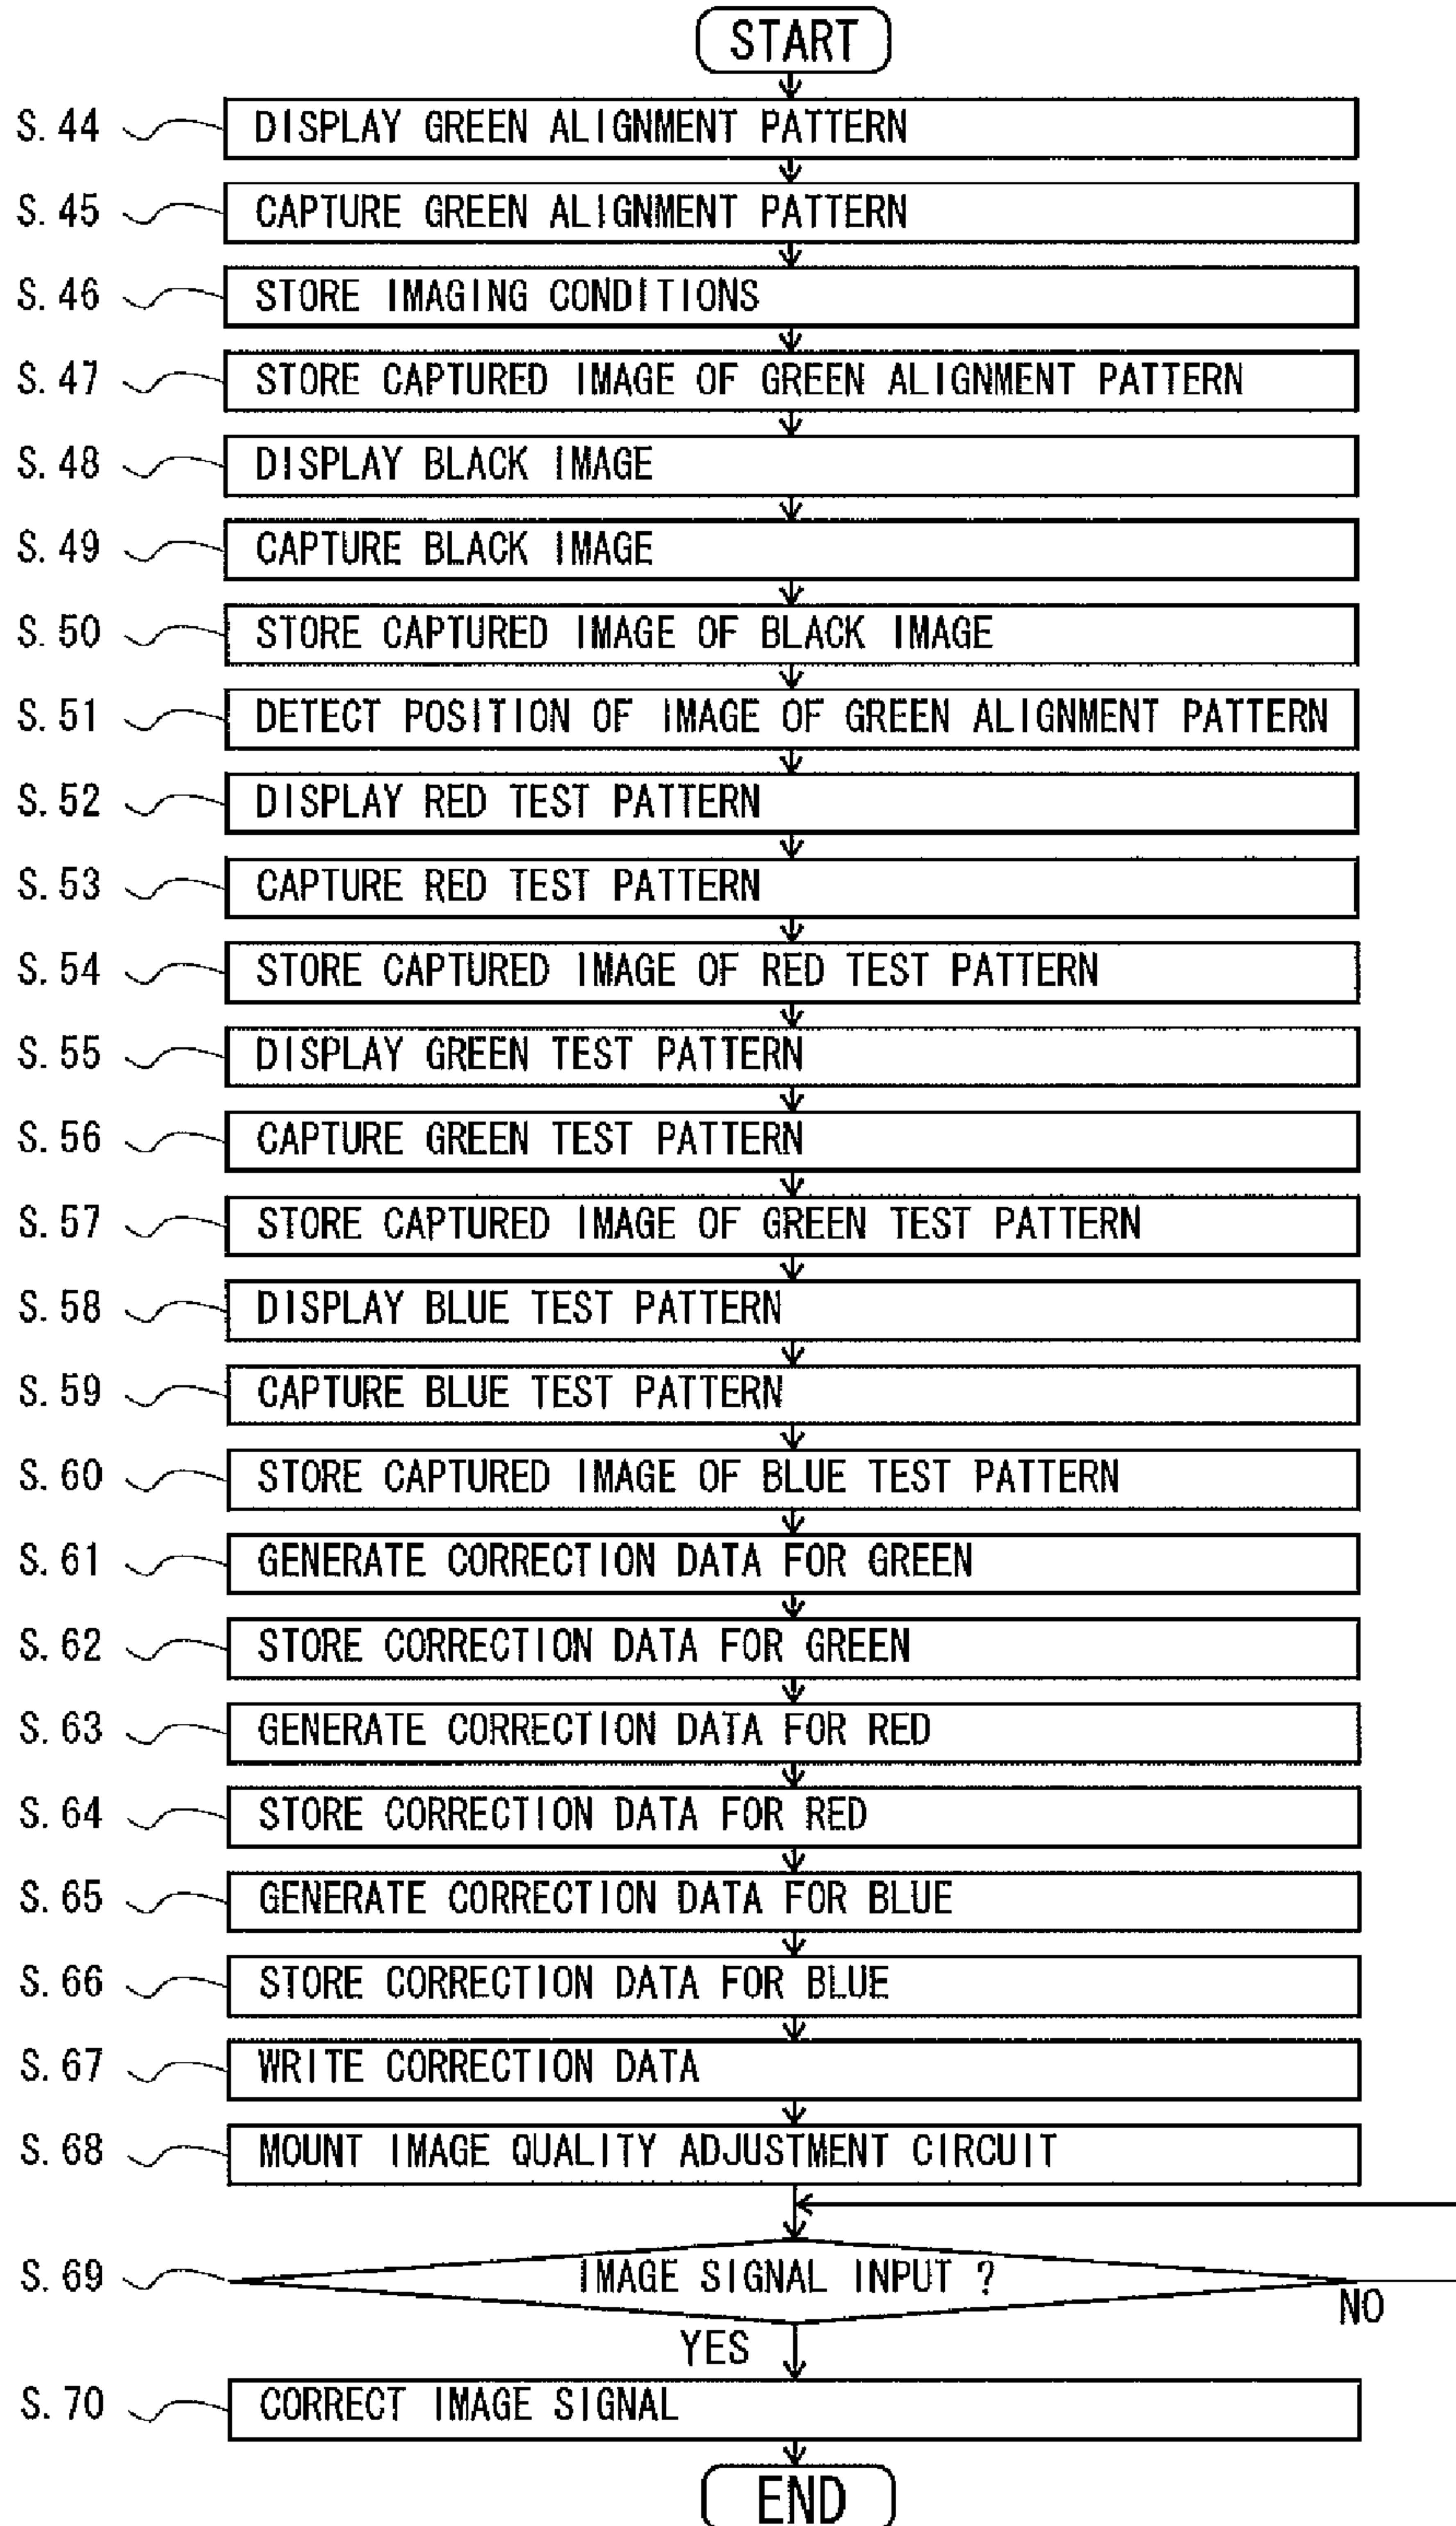 START
S.44 DISPLAY GREEN ALIGNMENT PATTERN
S.45 CAPTURE GREEN ALIGNMENT PATTERN
S.46 STORE IMAGING CONDITIONS
S.47 STORE CAPTURED IMAGE OF GREEN ALIGNMENT PATTERN
S.48 DISPLAY BLACK IMAGE
S.49 CAPTURE BLACK IMAGE
S.50 STORE CAPTURED IMAGE OF BLACK IMAGE
S.51 DETECT POSITION OF IMAGE OF GREEN ALIGNMENT PATTERN
S.52 DISPLAY RED TEST PATTERN
S.53 CAPTURE RED TEST PATTERN
S.54 STORE CAPTURED IMAGE OF RED TEST PATTERN
S.55 DISPLAY GREEN TEST PATTERN
S.56 CAPTURE GREEN TEST PATTERN
S.57 STORE CAPTURED IMAGE OF GREEN TEST PATTERN
S.58 DISPLAY BLUE TEST PATTERN
S.59 CAPTURE BLUE TEST PATTERN
S.60 STORE CAPTURED IMAGE OF BLUE TEST PATTERN
S.61 GENERATE CORRECTION DATA FOR GREEN
S.62 STORE CORRECTION DATA FOR GREEN
S.63 GENERATE CORRECTION DATA FOR RED
S.64 STORE CORRECTION DATA FOR RED
S.65 GENERATE CORRECTION DATA FOR BLUE
S.66 STORE CORRECTION DATA FOR BLUE
S.67 WRITE CORRECTION DATA
S.68 MOUNT IMAGE QUALITY ADJUSTMENT CIRCUIT
S.69 IMAGE SIGNAL INPUT ?
NO
YES
S.70 CORRECT IMAGE SIGNAL
END